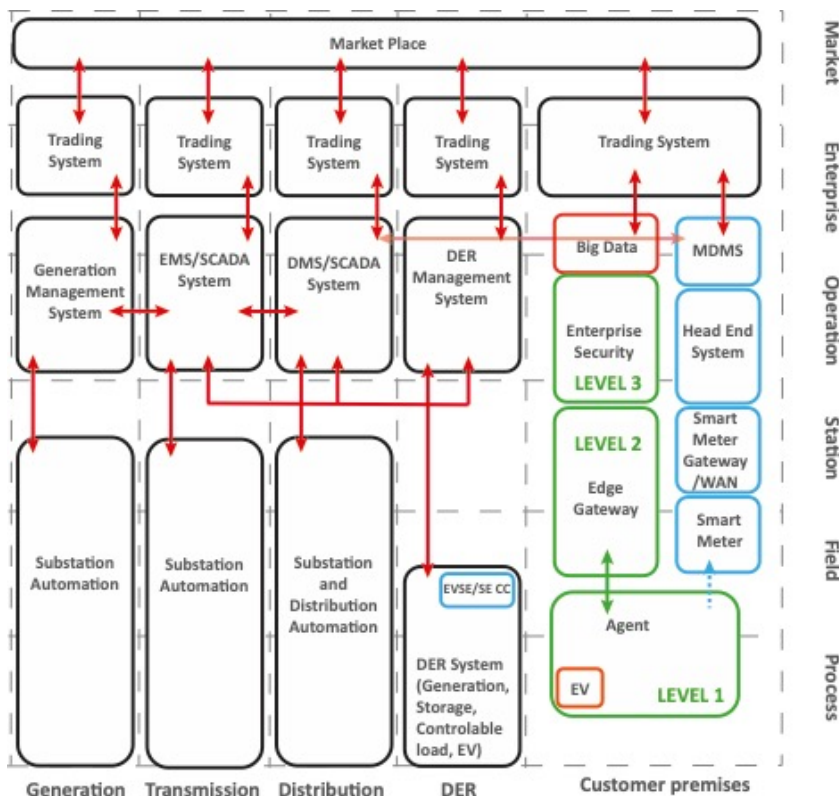 Market Place
Trading
System
Trading
System
Trading
System
Trading
System
Trading System
Generation
Management
System
EMS/SCADA
System
DMS/SCADA
System
DER
Management
System
Big Data
MDMS
Enterprise
Security
LEVEL 3
Head End
System
LEVEL 2
Edge
Gateway
Smart
Meter
Gateway
/WAN
Smart
Meter
Substation
Automation
Substation
Automation
Substation
and
Distribution
Automation
EVSE/SE CC
DER System
(Generation,
Storage,
Controlable
load, EV)
Agent
EV
LEVEL 1
Generation
Transmission
Distribution
DER
Customer premises
Market
Enterprise
Operation
Station
Field
Process